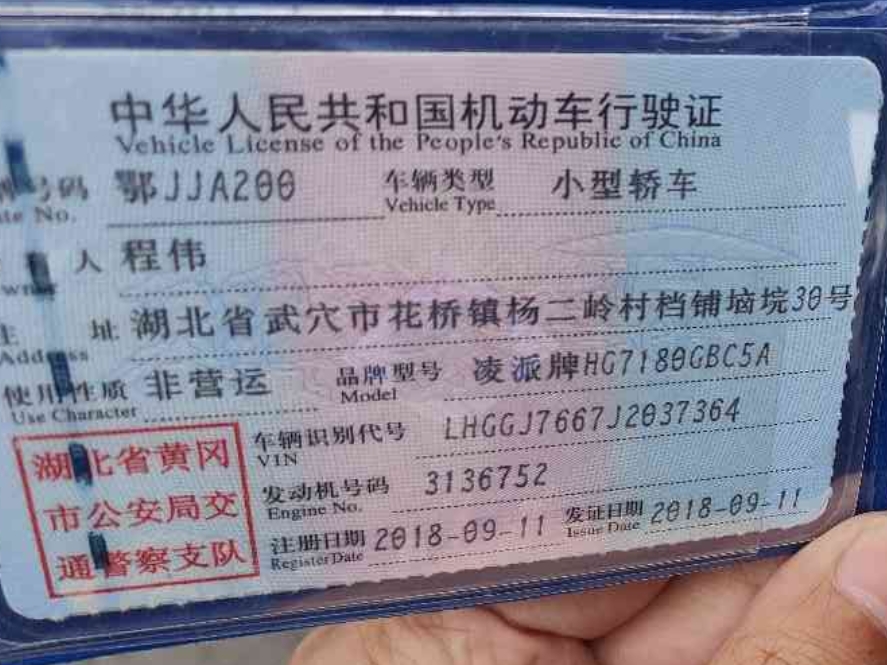 中华人民共和国机动车行驶证
Vehicle License of the People's Republic of China
号码 鄂JJA200 车辆类型 小型轿车
No. Vehicle Type
人 程伟
湖北省武穴市花桥镇杨二岭村档铺垴垸30号
址
Address
使用性质 非营运 品牌型号 凌派牌HG7180GBC5A
Use Character Model
车辆识别代号 LHGGJ7667J2037364
VIN
发动机号码 3136752
Engine No.
注册日期 2018-09-11 发证日期 2018-09-11
Register Date Issue Date
湖北省黄冈
市公安局交
通警察支队